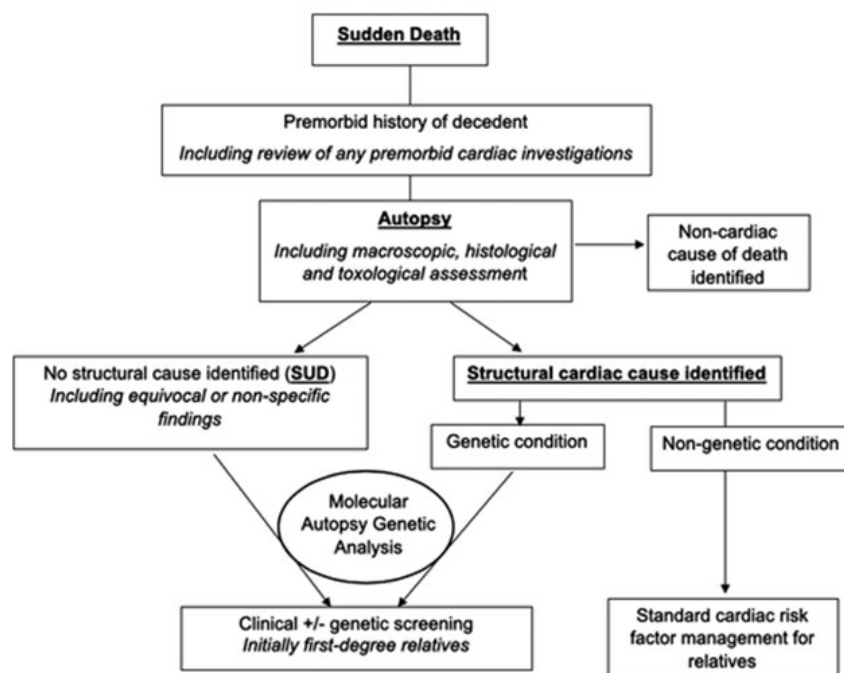 Sudden Death
Premorbid history of decedent
Including review of any premorbid cardiac investigations
Autopsy
Including macroscopic, histological
and toxological assessment
Non-cardiac
cause of death
identified
No structural cause identified (SUD)
Including equivocal or non-specific
findings
Structural cardiac cause identified
Genetic condition
Non-genetic condition
Molecular
Autopsy Genetic
Analysis
Clinical +/- genetic screening
Initially first-degree relatives
Standard cardiac risk
factor management for
relatives